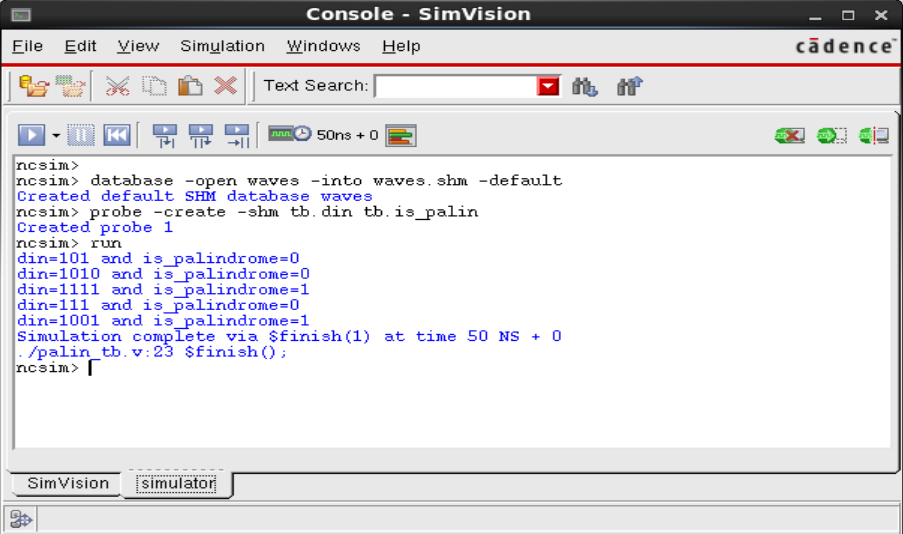 Console - SimVision
File Edit View Simulation Windows Help cādence
Text Search:
50ns + 0
ncsim>
ncsim> database -open waves -into waves.shm -default
Created default SHM database waves
ncsim> probe -create -shm tb.din tb.is_palin
Created probe 1
ncsim> run
din=101 and is_palindrome=0
din=1010 and is_palindrome=0
din=1111 and is_palindrome=1
din=111 and is_palindrome=0
din=1001 and is_palindrome=1
Simulation complete via $finish(1) at time 50 NS + 0
./palin_tb.v:23 $finish();
ncsim>
SimVision simulator